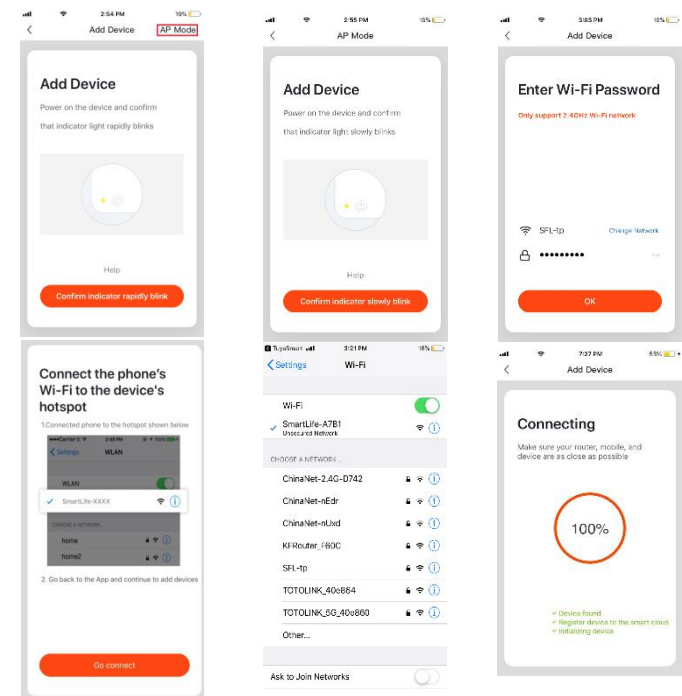 2:54 PM
19%
Add Device
AP Mode
Add Device
Power on the device and confirm
that indicator light rapidly blinks
Help
Confirm indicator rapidly blink
2:55 PM
18%
AP Mode
Add Device
Power on the device and confirm
that indicator light slowly blinks
Help
Confirm indicator slowly blink
3:03 PM
Add Device
Enter Wi-Fi Password
Only support 2.4GHz Wi-Fi network
SFL-tp
Change Network
OK
Connect the phone's
Wi-Fi to the device's
hotspot
1.Connected phone to the hotspot shown below
Settings
WLAN
WLAN
SmartLife-XXXX
CHOOSE A NETWORK...
home
home2
2. Go back to the App and continue to add devices
Go connect
TuyaSmart
3:21 PM
Settings
Wi-Fi
Wi-Fi
SmartLife-A7B1
Unsecured Network
CHOOSE A NETWORK...
ChinaNet-2.4G-D742
ChinaNet-nEdr
ChinaNet-nUxd
KFRouter_F60C
SFL-tp
TOTOLINK_40e864
TOTOLINK_5G_40e860
Other...
Ask to Join Networks
7:27 PM
53%
Add Device
Connecting
Make sure your router, mobile, and
device are as close as possible
100%
Device found
Register device to the smart cloud
Initializing device